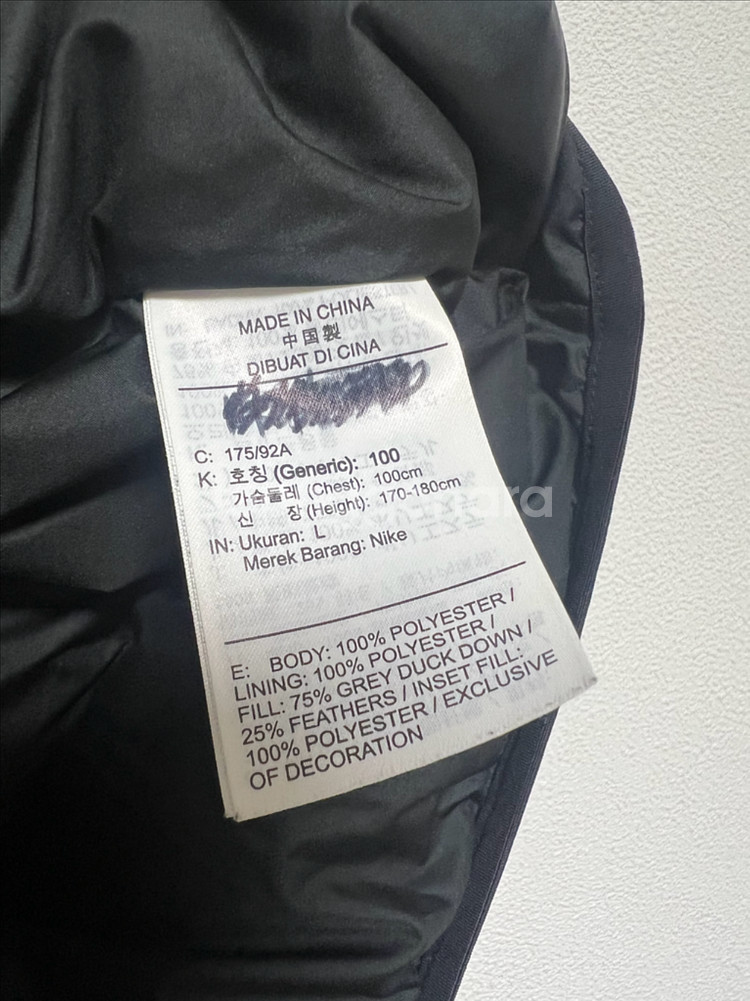 MADE IN CHINA
中国製
DIBUAT DI CINA
C: 175/92A
K: 호칭 (Generic): 100
가슴둘레 (Chest): 100cm
신 장 (Height): 170-180cm
IN: Ukuran: L
Merek Barang: Nike
E: BODY: 100% POLYESTER /
LINING: 100% POLYESTER /
FILL: 75% GREY DUCK DOWN /
25% FEATHERS / INSET FILL:
100% POLYESTER / EXCLUSIVE
OF DECORATION